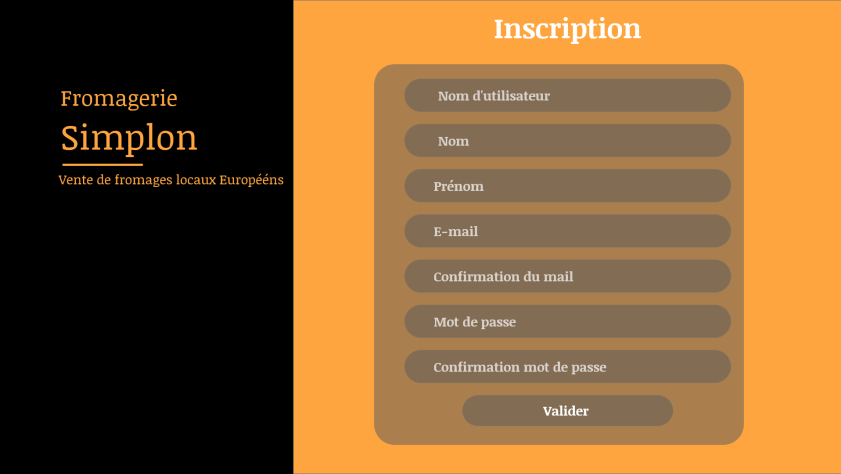 Fromagerie
Simplon
Vente de fromages locaux Europééns
Inscription
Nom d'utilisateur
Nom
Prénom
E-mail
Confirmation du mail
Mot de passe
Confirmation mot de passe
Valider